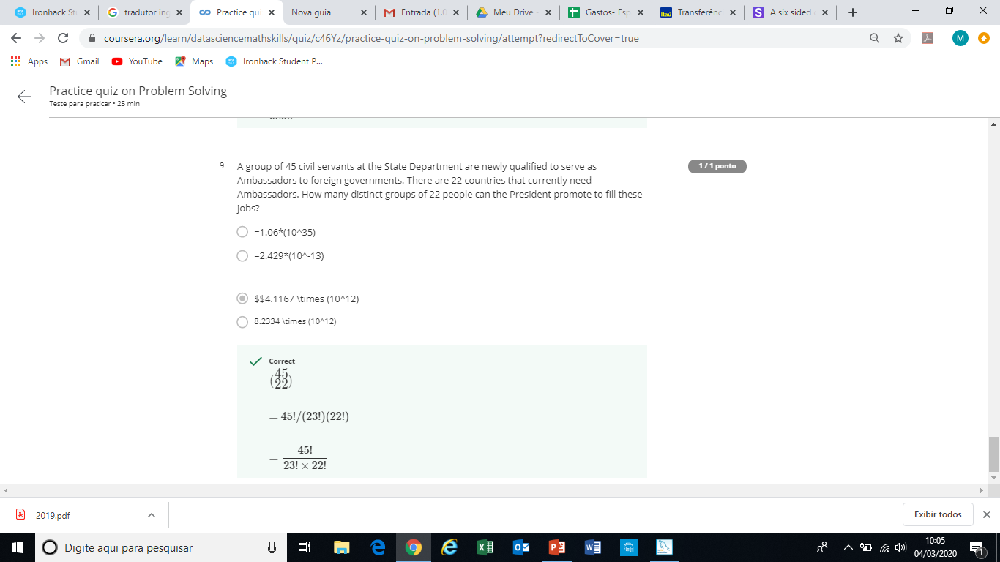 Ironhack St
tradutor ing
Practice qu
Nova guia
Entrada (1.0
Meu Drive -
Gastos- Esp
Itaú
Transferênc
S
A six sided
coursera.org/learn/datasciencemathskills/quiz/c46Yz/practice-quiz-on-problem-solving/attempt?redirectToCover=true
M
Apps
Gmail
YouTube
Maps
Ironhack Student P...
Practice quiz on Problem Solving
Teste para praticar • 25 min
9.
A group of 45 civil servants at the State Department are newly qualified to serve as
1 / 1 ponto
Ambassadors to foreign governments. There are 22 countries that currently need
Ambassadors. How many distinct groups of 22 people can the President promote to fill these
jobs?
=1.06*(10^35)
=2.429*(10^-13)
$$4.1167 \times (10^12)
8.2334 \times (10^12)
Correct
(45
22)
= 45!/(23!)(22!)
= 45!
23! × 22!
2019.pdf
Exibir todos
Digite aqui para pesquisar
10:05
04/03/2020
1